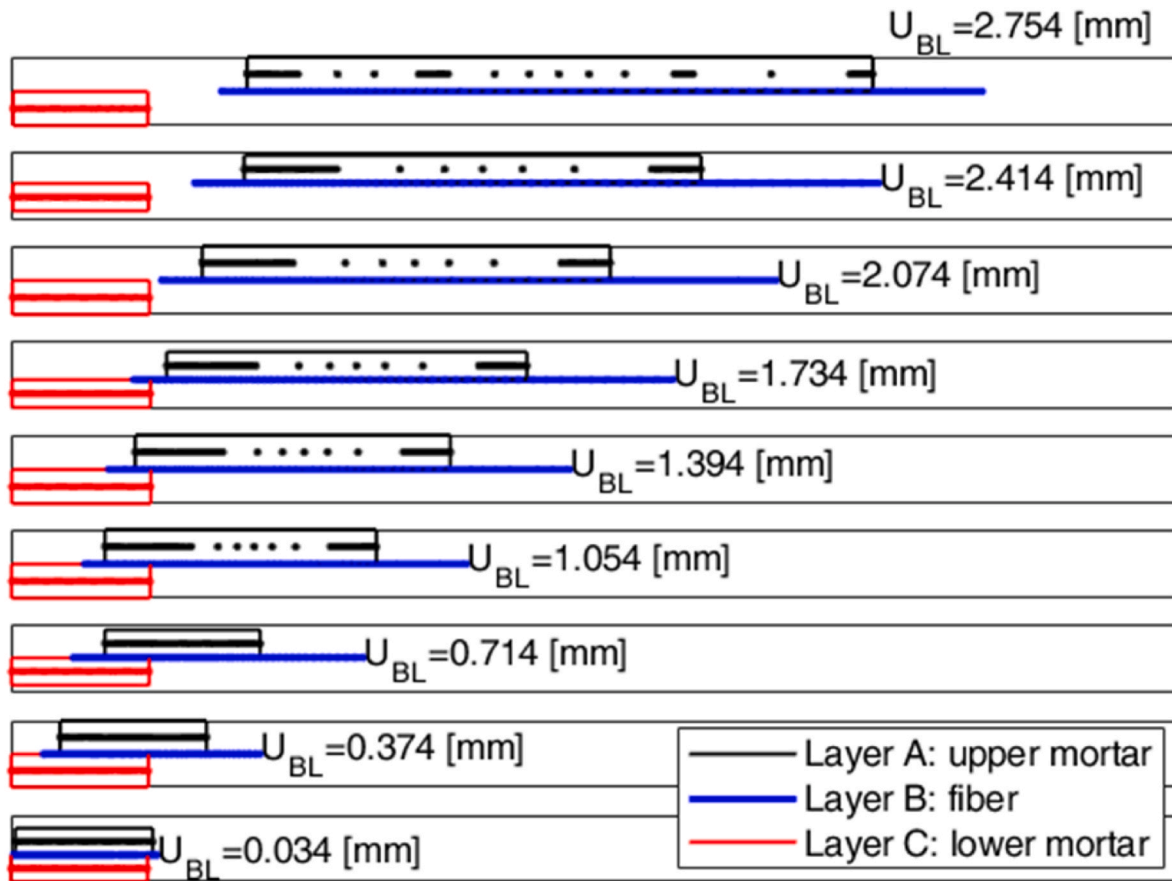 U_BL=2.754 [mm]
U_BL=2.414 [mm]
U_BL=2.074 [mm]
U_BL=1.734 [mm]
U_BL=1.394 [mm]
U_BL=1.054 [mm]
U_BL=0.714 [mm]
U_BL=0.374 [mm]
U_BL=0.034 [mm]
Layer A: upper mortar
Layer B: fiber
Layer C: lower mortar